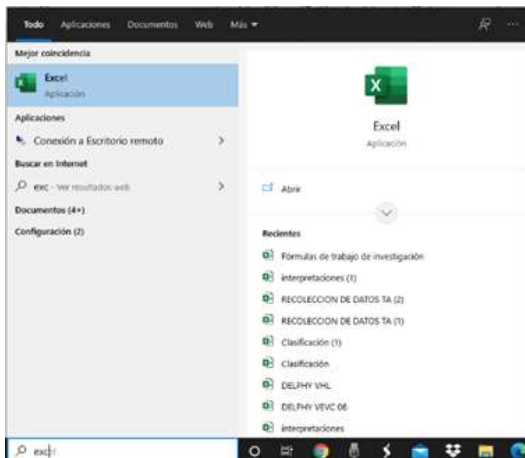 Todo Aplicaciones Documentos Web Más
Mejor coincidencia
Excel
Aplicación
Aplicaciones
Conexión a Escritorio remoto
Buscar en Internet
exc - Ver resultados web
Documentos (4+)
Configuración (2)
Excel
Aplicación
Abrir
Recientes
Fórmulas de trabajo de investigación
interpretaciones (1)
RECOLECCION DE DATOS TA (2)
RECOLECCION DE DATOS TA (1)
Clasificación (1)
Clasificación
DELPHY VHL
DELPHY VEVC 06
interpretaciones
excel